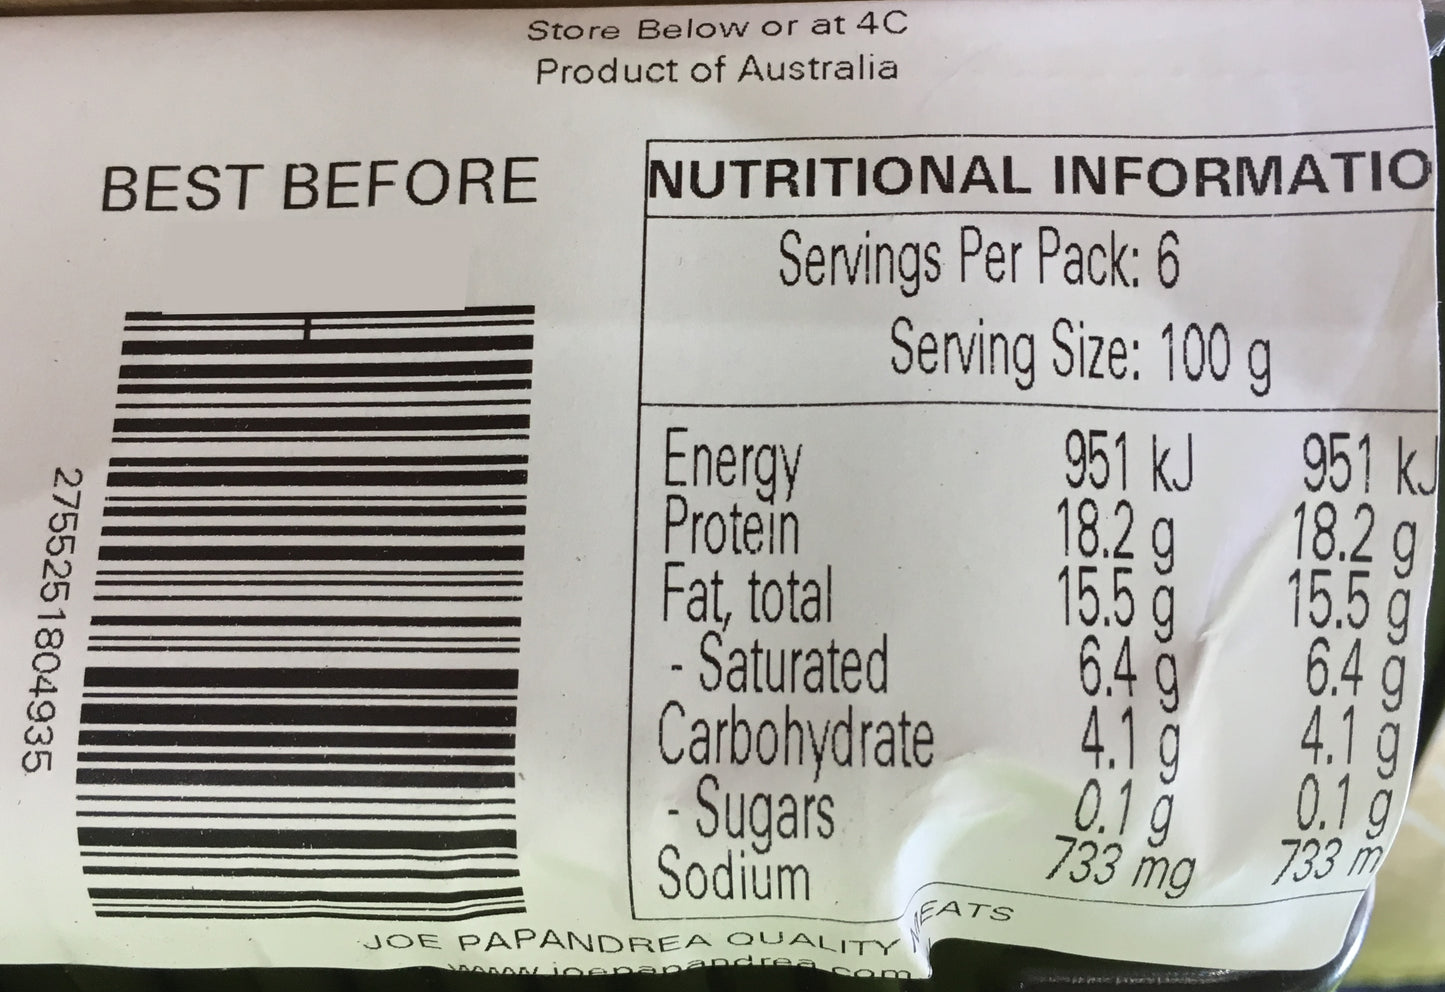 Store Below or at 4C
Product of Australia
BEST BEFORE
2755251804935
NUTRITIONAL INFORMATIO
Servings Per Pack: 6
Serving Size: 100 g
Energy 951 kJ 951 kJ
Protein 18.2 g 18.2 g
Fat, total 15.5 g 15.5 g
- Saturated 6.4 g 6.4 g
Carbohydrate 4.1 g 4.1 g
- Sugars 0.1 g 0.1 g
Sodium 733 mg 733 m
JOE PAPANDREA QUALITY MEATS
www.joepapandrea.com